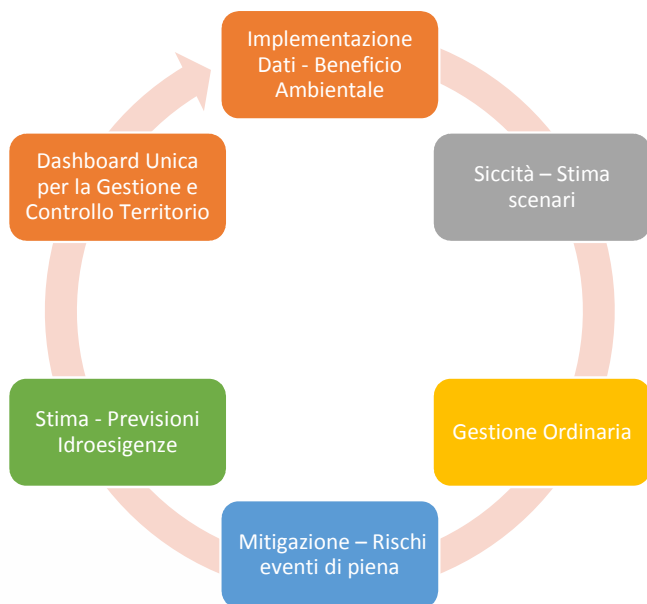 Implementazione
Dati - Beneficio
Ambientale
Siccità – Stima
scenari
Gestione Ordinaria
Mitigazione – Rischi
eventi di piena
Stima - Previsioni
Idroesigenze
Dashboard Unica
per la Gestione e
Controllo Territorio